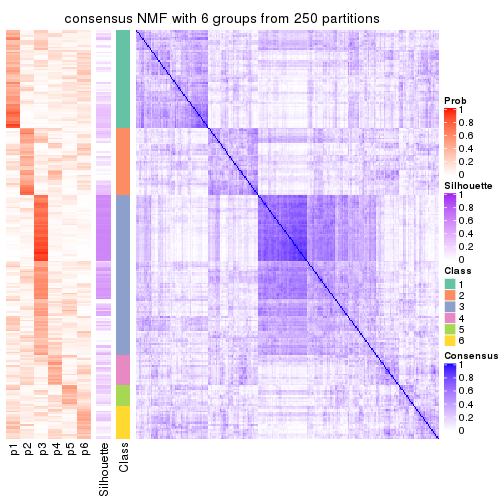 consensus NMF with 6 groups from 250 partitions
Prob
1
0.8
0.6
0.4
0.2
0
Silhouette
1
0.8
0.6
0.4
0.2
0
Class
1
2
3
4
5
6
Consensus
1
0.8
0.6
0.4
0.2
0
p1
p2
p3
p4
p5
p6
Silhouette
Class